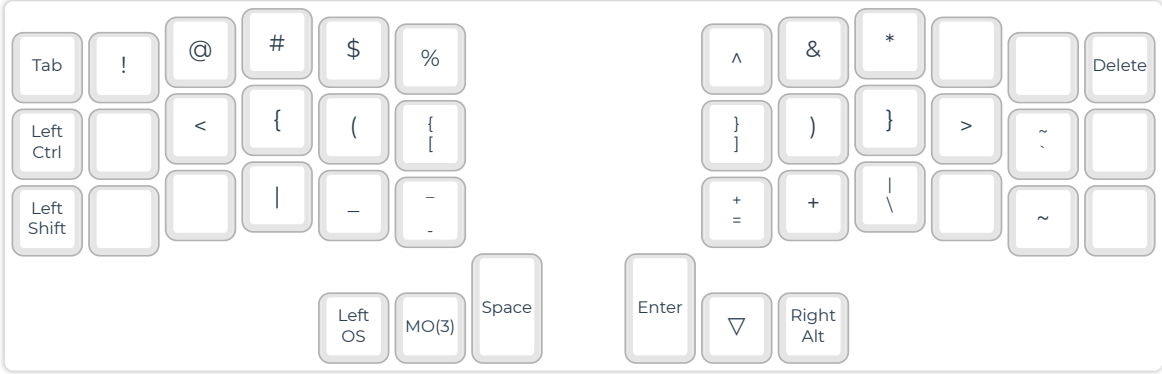 Tab ! @ # $ % ^ & * Delete
Left Ctrl < { ( { [ } ] ) } > ~ `
Left Shift | _ _ - + = + | \ ~
Left OS MO(3) Space Enter ▽ Right Alt